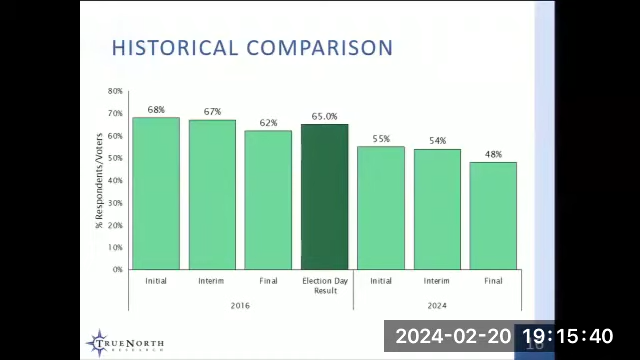 HISTORICAL COMPARISON
% Respondents/Voters
80%
70%
60%
50%
40%
30%
20%
10%
0%
68%
67%
62%
65.0%
55%
54%
48%
Initial
Interim
Final
Election Day
Result
Initial
Interim
Final
2016
2024
TRUENORTH
RESEARCH
2024-02-20 19:15:40